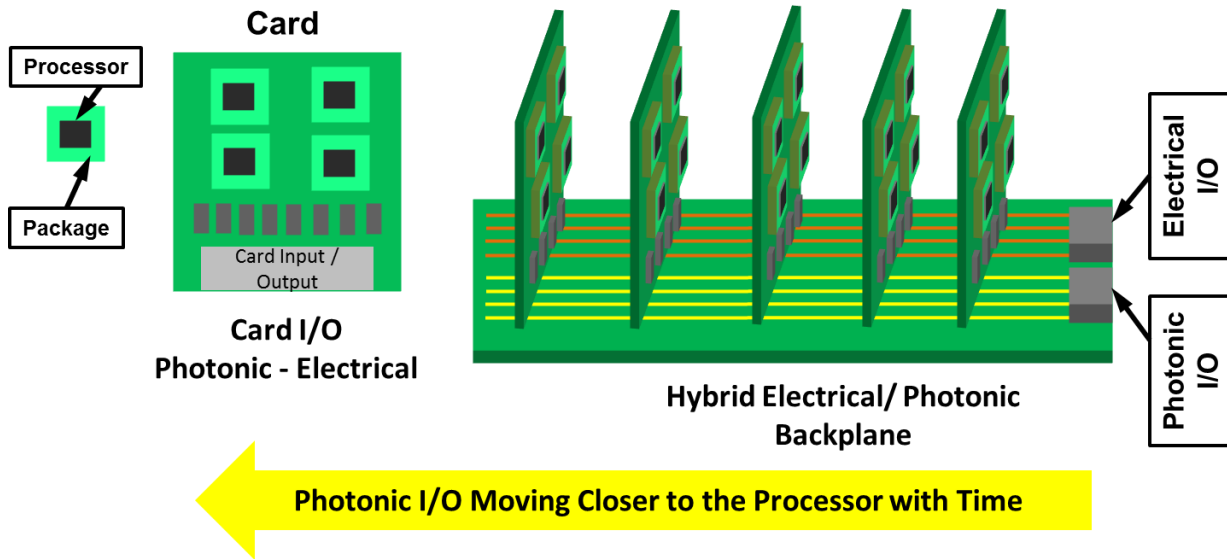 Card
Processor
Package
Card Input /
Output
Card I/O
Photonic - Electrical
Electrical
I/O
Photonic
I/O
Hybrid Electrical/ Photonic
Backplane
Photonic I/O Moving Closer to the Processor with Time